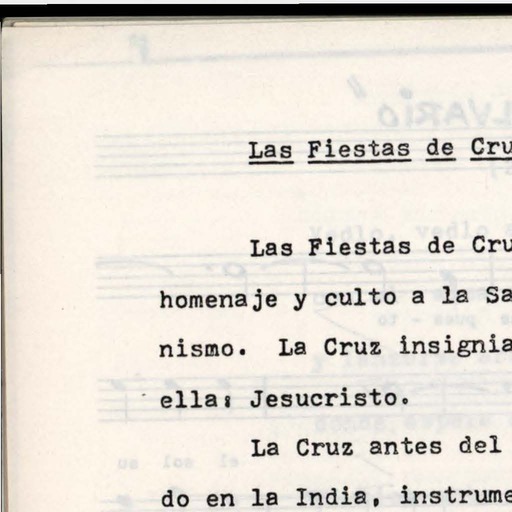 Las Fiestas de Cru
Las Fiestas de Cru
homenaje y culto a la Sa
nismo. La Cruz insignia
ella: Jesucristo.
La Cruz antes del
do en la India, instrume